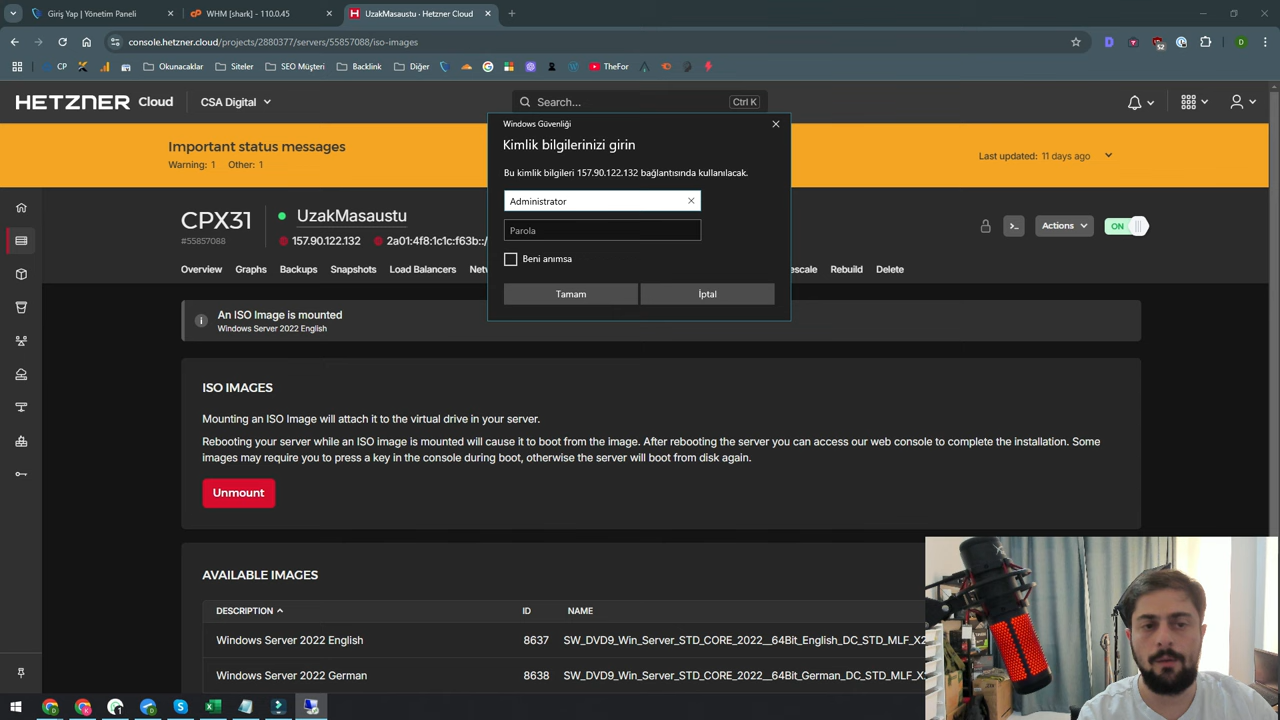 Giriş Yap | Yönetim Paneli
WHM [shark] - 110.0.45
UzakMasaustu - Hetzner Cloud
console.hetzner.cloud/projects/2880377/servers/55857088/iso-images
CP
Okunacaklar
Siteler
SEO Müşteri
Backlink
Diğer
TheFor
HETZNER Cloud
CSA Digital
Search...
Ctrl K
Important status messages
Warning: 1 Other: 1
Last updated: 11 days ago
Windows Güvenliği
Kimlik bilgilerinizi girin
Bu kimlik bilgileri 157.90.122.132 bağlantısında kullanılacak.
Administrator
Parola
Beni anımsa
Tamam
İptal
CPX31
#55857088
UzakMasaustu
157.90.122.132
2a01:4f8:1c1c:f63b::/
Actions
ON
Overview
Graphs
Backups
Snapshots
Load Balancers
Rebuild
Delete
An ISO Image is mounted
Windows Server 2022 English
ISO IMAGES
Mounting an ISO Image will attach it to the virtual drive in your server.
Rebooting your server while an ISO image is mounted will cause it to boot from the image. After rebooting the server you can access our web console to complete the installation. Some
images may require you to press a key in the console during boot, otherwise the server will boot from disk again.
Unmount
AVAILABLE IMAGES
DESCRIPTION
ID
NAME
Windows Server 2022 English
8637
SW_DVD9_Win_Server_STD_CORE_2022__64Bit_English_DC_STD_MLF_X2
Windows Server 2022 German
8638
SW_DVD9_Win_Server_STD_CORE_2022__64Bit_German_DC_STD_MLF_X